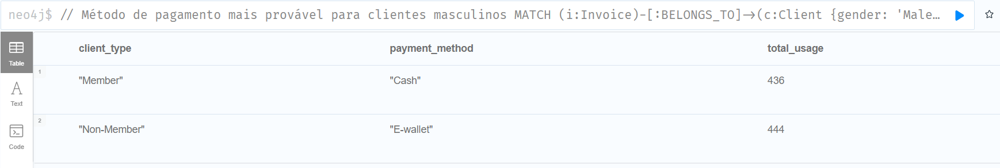 neo4j$ // Método de pagamento mais provável para clientes masculinos MATCH (i:Invoice)-[:BELONGS_TO]→(c:Client {gender: 'Male…
Table
Text
Code
client_type payment_method total_usage
1 "Member" "Cash" 436
2 "Non-Member" "E-wallet" 444